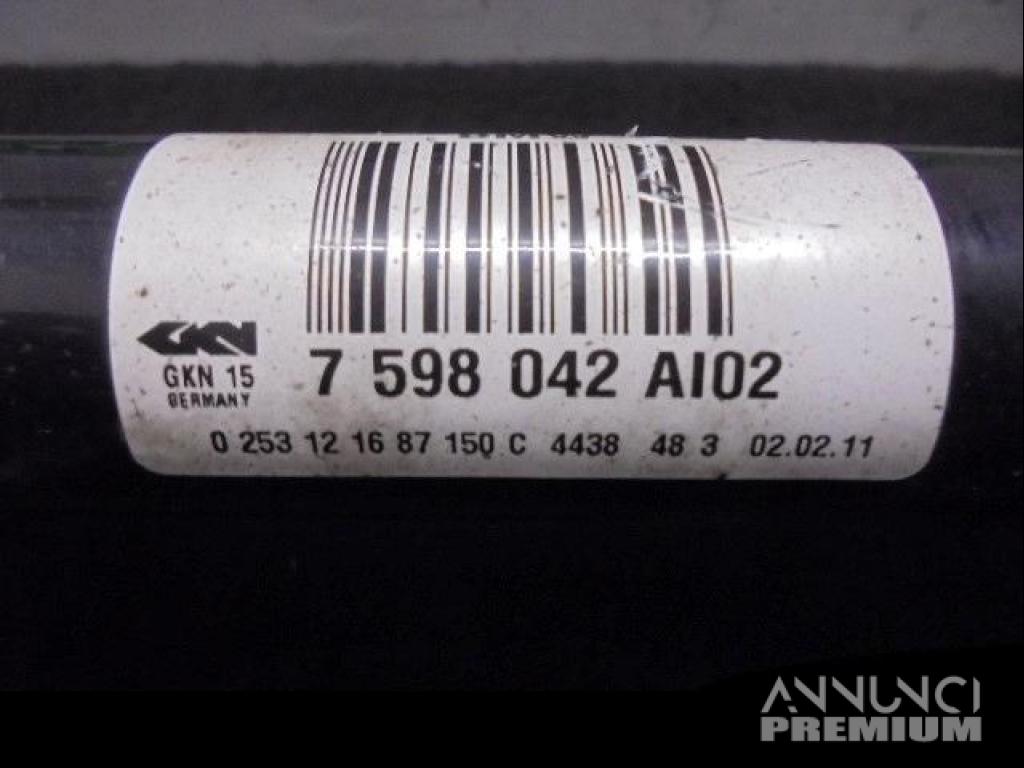 GKN
GKN 15
GERMANY
7 598 042 AI02
0 253 12 16 87 150 C 4438 48 3 02.02.11
ANNUNCI
PREMIUM